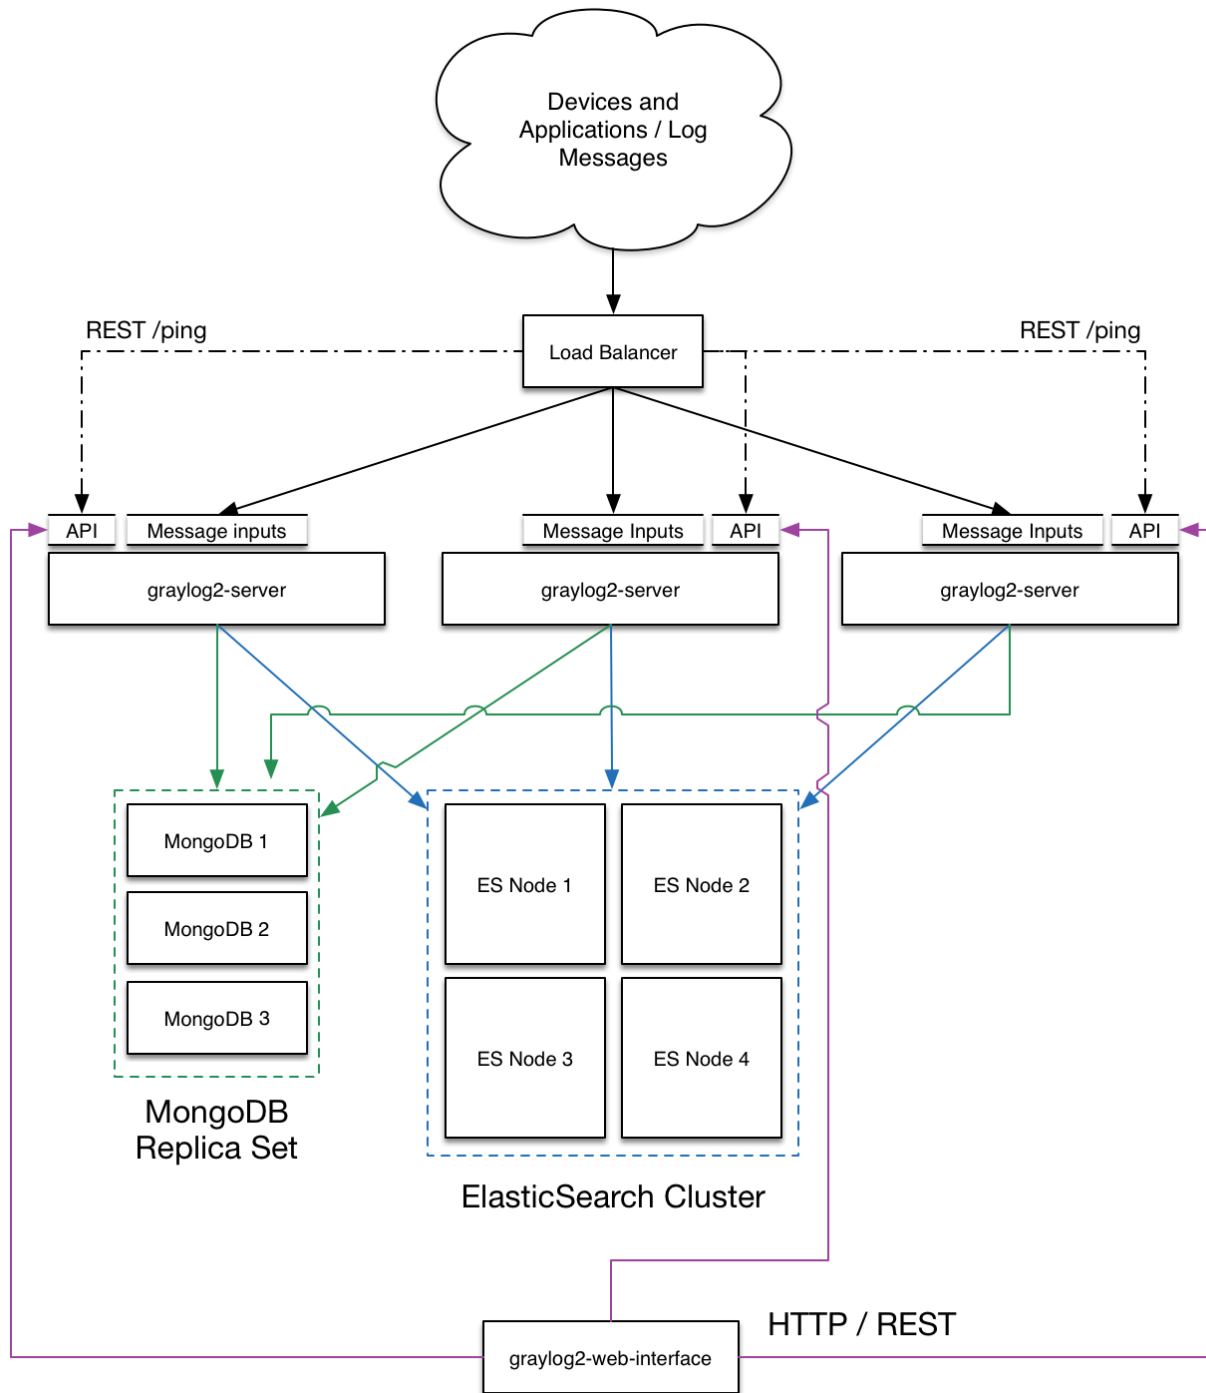 Devices and
Applications / Log
Messages
REST /ping
Load Balancer
REST /ping
API
Message inputs
Message Inputs
API
Message Inputs
API
graylog2-server
graylog2-server
graylog2-server
MongoDB 1
MongoDB 2
MongoDB 3
ES Node 1
ES Node 2
ES Node 3
ES Node 4
MongoDB
Replica Set
ElasticSearch Cluster
HTTP / REST
graylog2-web-interface